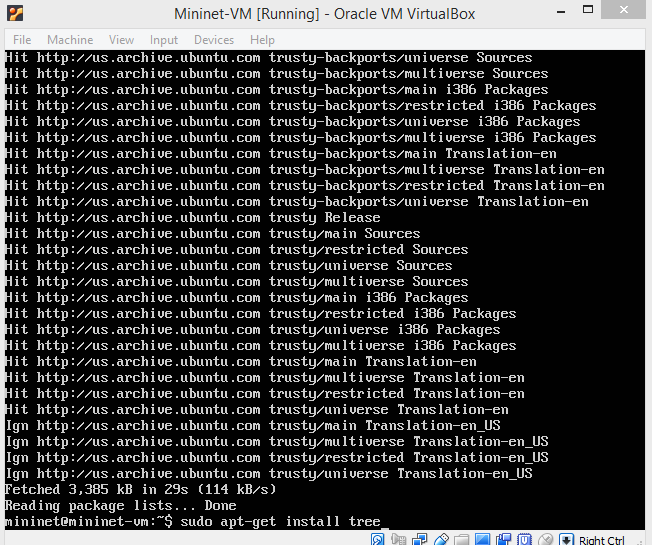 Mininet-VM [Running] - Oracle VM VirtualBox
File Machine View Input Devices Help
Hit http://us.archive.ubuntu.com trusty-backports/universe Sources
Hit http://us.archive.ubuntu.com trusty-backports/multiverse Sources
Hit http://us.archive.ubuntu.com trusty-backports/main i386 Packages
Hit http://us.archive.ubuntu.com trusty-backports/restricted i386 Packages
Hit http://us.archive.ubuntu.com trusty-backports/universe i386 Packages
Hit http://us.archive.ubuntu.com trusty-backports/multiverse i386 Packages
Hit http://us.archive.ubuntu.com trusty-backports/main Translation-en
Hit http://us.archive.ubuntu.com trusty-backports/multiverse Translation-en
Hit http://us.archive.ubuntu.com trusty-backports/restricted Translation-en
Hit http://us.archive.ubuntu.com trusty-backports/universe Translation-en
Hit http://us.archive.ubuntu.com trusty Release
Hit http://us.archive.ubuntu.com trusty/main Sources
Hit http://us.archive.ubuntu.com trusty/restricted Sources
Hit http://us.archive.ubuntu.com trusty/universe Sources
Hit http://us.archive.ubuntu.com trusty/multiverse Sources
Hit http://us.archive.ubuntu.com trusty/main i386 Packages
Hit http://us.archive.ubuntu.com trusty/restricted i386 Packages
Hit http://us.archive.ubuntu.com trusty/universe i386 Packages
Hit http://us.archive.ubuntu.com trusty/multiverse i386 Packages
Hit http://us.archive.ubuntu.com trusty/main Translation-en
Hit http://us.archive.ubuntu.com trusty/multiverse Translation-en
Hit http://us.archive.ubuntu.com trusty/restricted Translation-en
Hit http://us.archive.ubuntu.com trusty/universe Translation-en
Ign http://us.archive.ubuntu.com trusty/main Translation-en_US
Ign http://us.archive.ubuntu.com trusty/multiverse Translation-en_US
Ign http://us.archive.ubuntu.com trusty/restricted Translation-en_US
Ign http://us.archive.ubuntu.com trusty/universe Translation-en_US
Fetched 3,385 kB in 29s (114 kB/s)
Reading package lists... Done
mininet@mininet-vm:~$ sudo apt-get install tree_
Right Ctrl